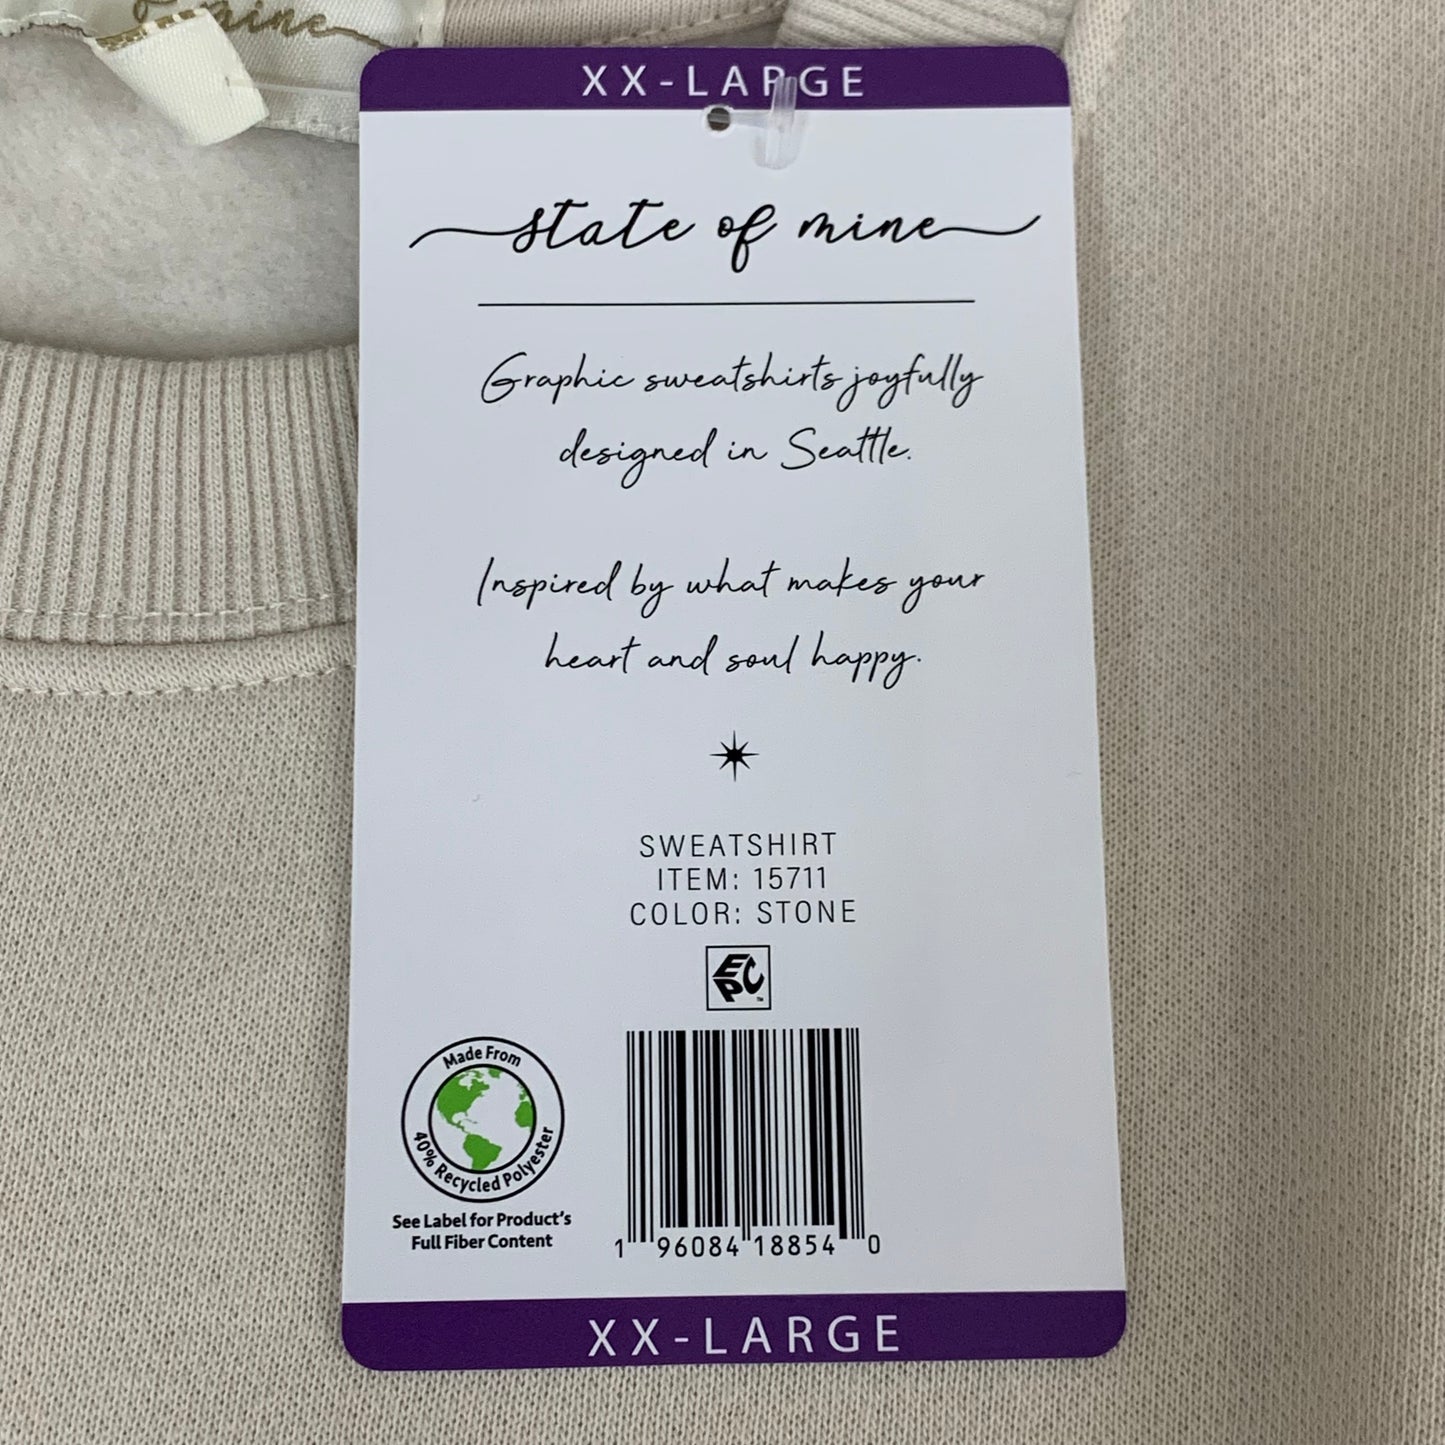 mine
XX-LARGE
state of mine
Graphic sweatshirts joyfully
designed in Seattle.
Inspired by what makes your
heart and soul happy.
SWEATSHIRT
ITEM: 15711
COLOR: STONE
EPC™
Made From
40% Recycled Polyester
See Label for Product's
Full Fiber Content
1 96084 18854 0
XX-LARGE